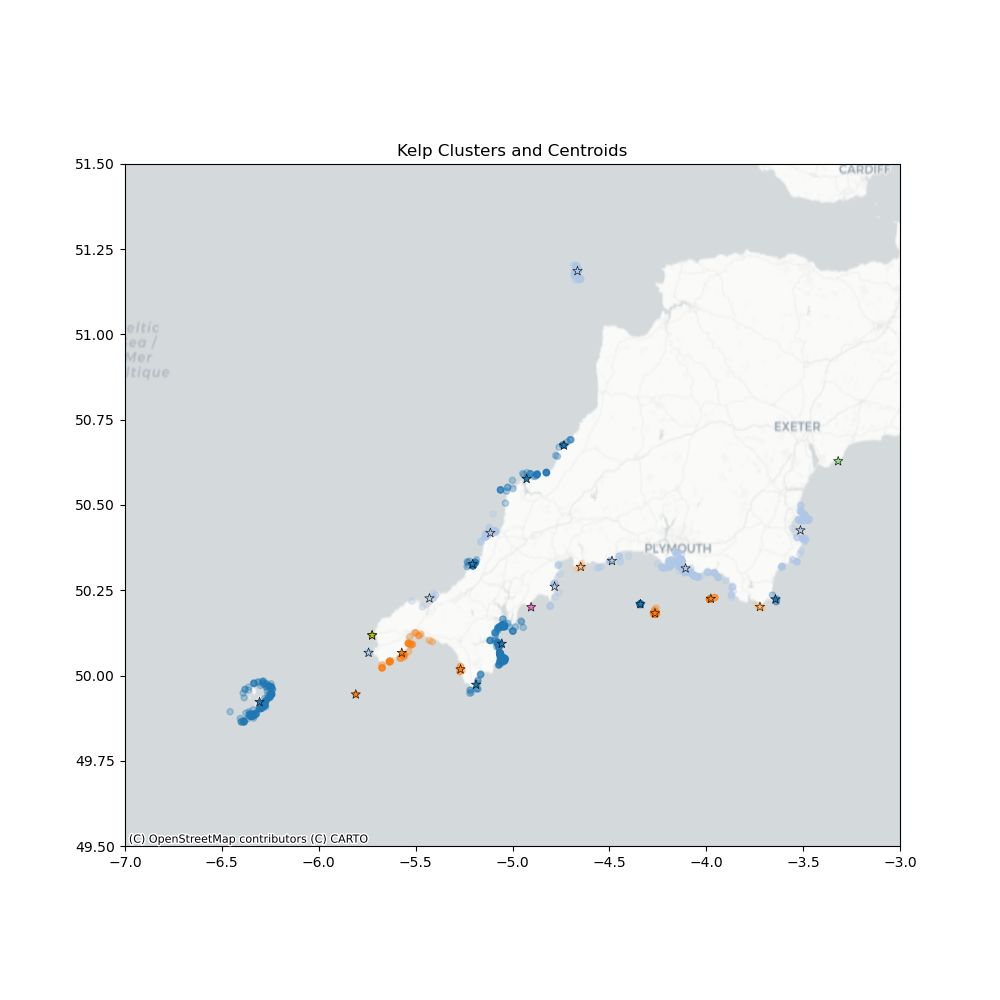 Kelp Clusters and Centroids
51.50
CARDIFF
51.25
eltic
ea /
51.00
Mer
ltique
50.75
EXETER
50.50
PLYMOUTH
50.25
50.00
49.75
(C) OpenStreetMap contributors (C) CARTO
49.50
−7.0 −6.5 −6.0 −5.5 −5.0 −4.5 −4.0 −3.5 −3.0